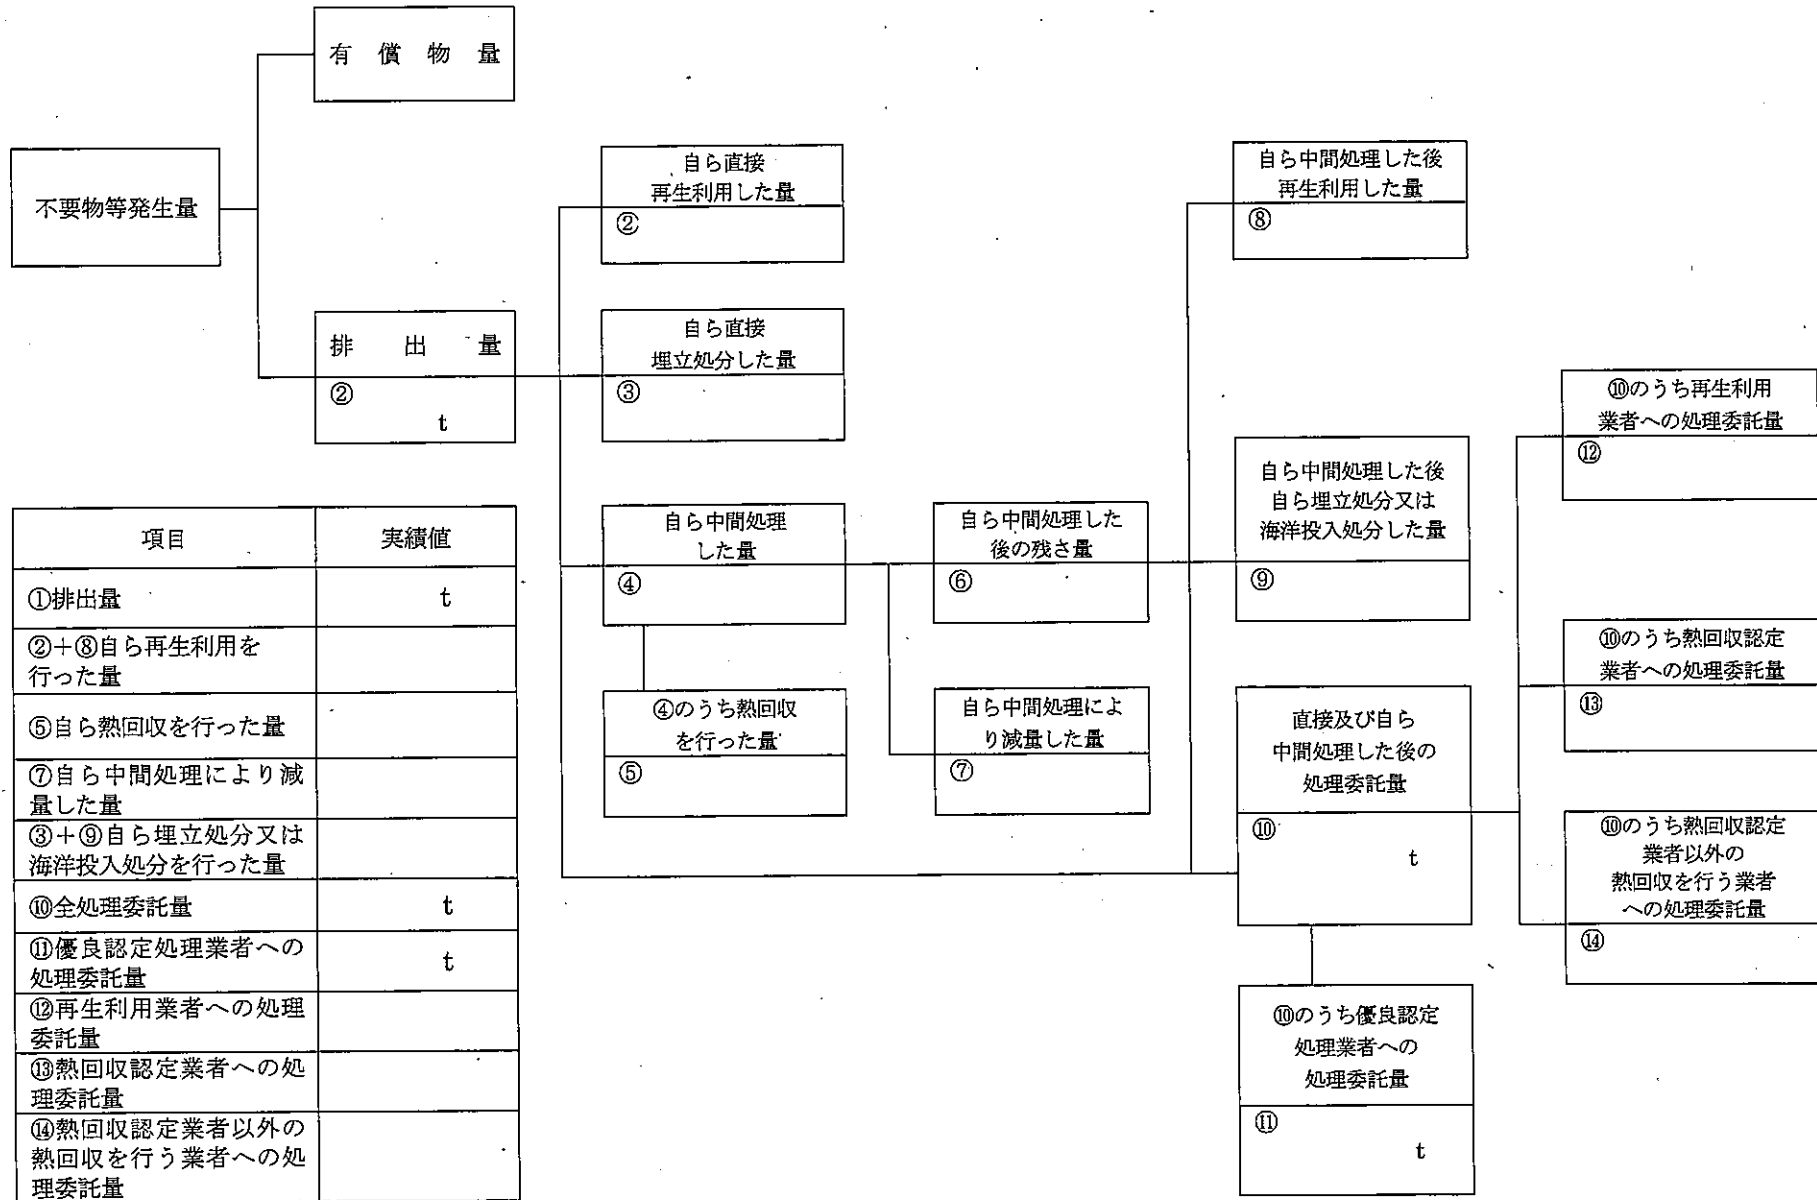 有償物量
不要物等発生量
排出量
②
t
自ら直接
再生利用した量
②
自ら直接
埋立処分した量
③
自ら中間処理
した量
④
④のうち熱回収
を行った量
⑤
自ら中間処理した
後の残さ量
⑥
自ら中間処理によ
り減量した量
⑦
自ら中間処理した後
再生利用した量
⑧
自ら中間処理した後
自ら埋立処分又は
海洋投入処分した量
⑨
直接及び自ら
中間処理した後の
処理委託量
⑩
t
⑩のうち優良認定
処理業者への
処理委託量
⑪
t
⑩のうち再生利用
業者への処理委託量
⑫
⑩のうち熱回収認定
業者への処理委託量
⑬
⑩のうち熱回収認定
業者以外の
熱回収を行う業者
への処理委託量
⑭
項目 実績値
①排出量 t
②+⑧自ら再生利用を
行った量
⑤自ら熱回収を行った量
⑦自ら中間処理により減
量した量
③+⑨自ら埋立処分又は
海洋投入処分を行った量
⑩全処理委託量 t
⑪優良認定処理業者への
処理委託量 t
⑫再生利用業者への処理
委託量
⑬熱回収認定業者への処
理委託量
⑭熱回収認定業者以外の
熱回収を行う業者への処
理委託量